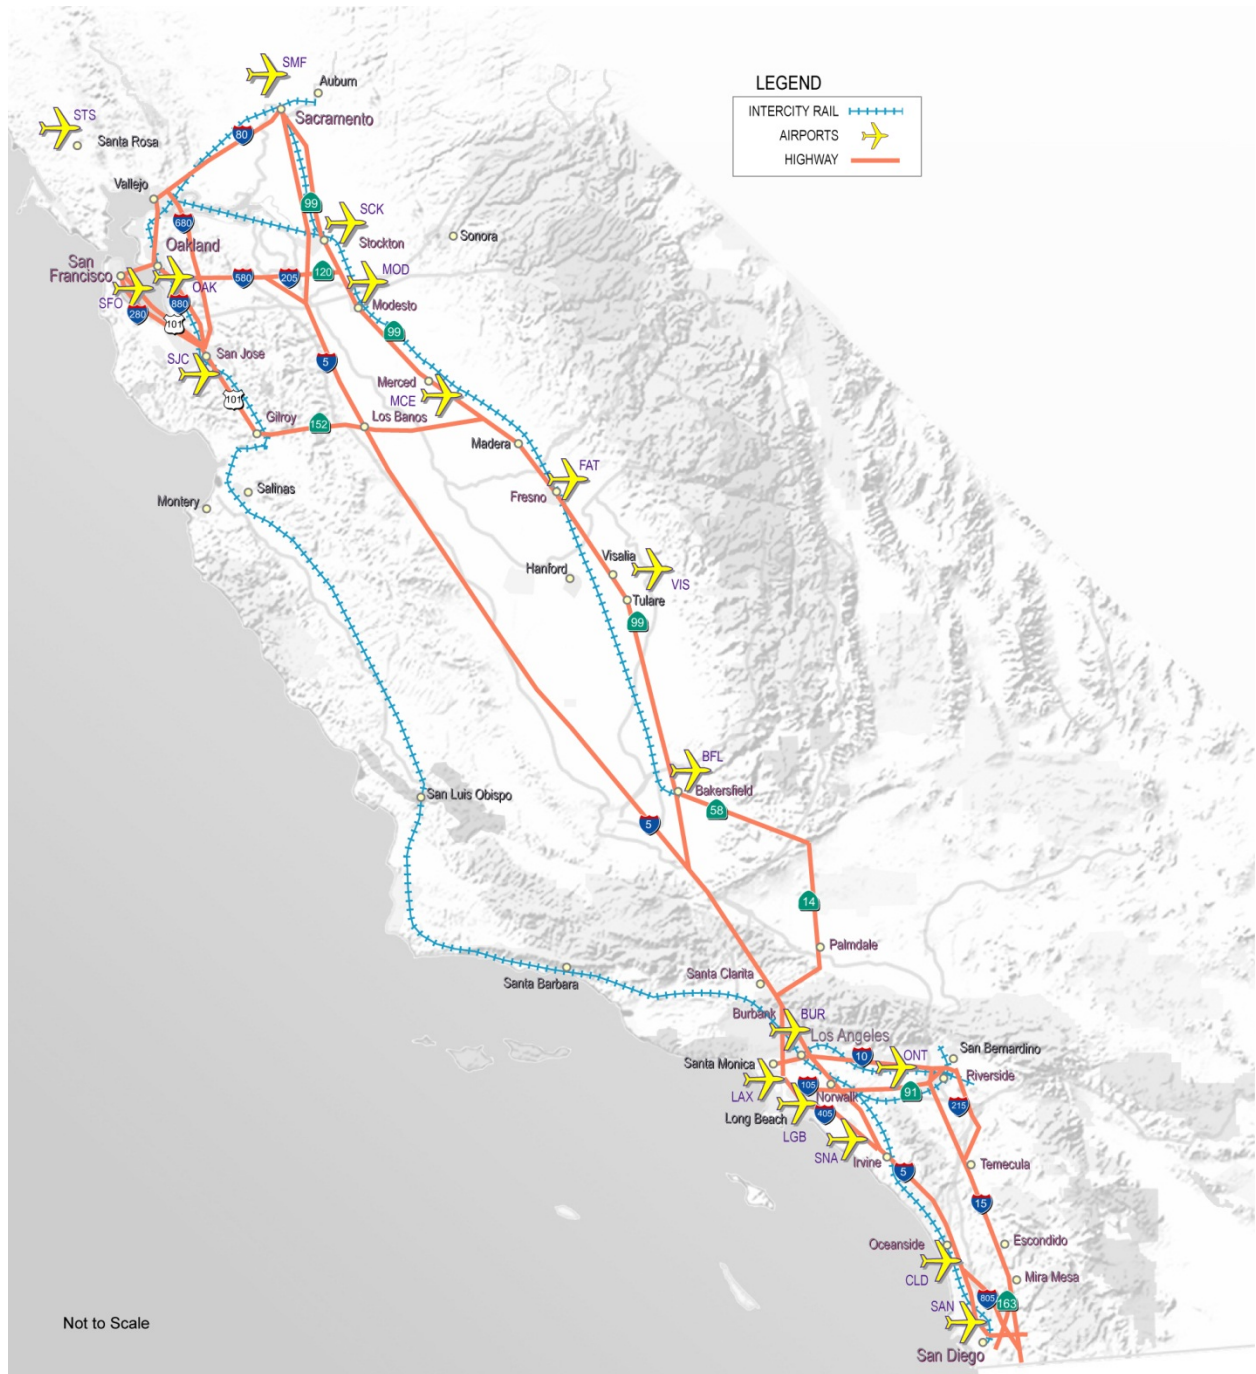 SMF
Auburn
LEGEND
INTERCITY RAIL
AIRPORTS
HIGHWAY
STS
Santa Rosa
Sacramento
80
Vallejo
99
SCK
680
Stockton
Sonora
Oakland
San
Francisco
OAK
580
205
120
MOD
SFO
880
280
101
Modesto
99
SJC
San Jose
5
Merced
MCE
101
Gilroy
152
Los Banos
Madera
FAT
Fresno
Salinas
Montery
Visalia
Hanford
VIS
Tulare
99
BFL
Bakersfield
San Luis Obispo
58
5
14
Palmdale
Santa Clarita
Santa Barbara
Burbank
BUR
Los Angeles
10
ONT
San Bernardino
Santa Monica
Riverside
LAX
105
Norwalk
91
215
Long Beach
405
LGB
SNA
Irvine
5
Temecula
15
Oceanside
Escondido
CLD
Mira Mesa
805
163
SAN
San Diego
Not to Scale